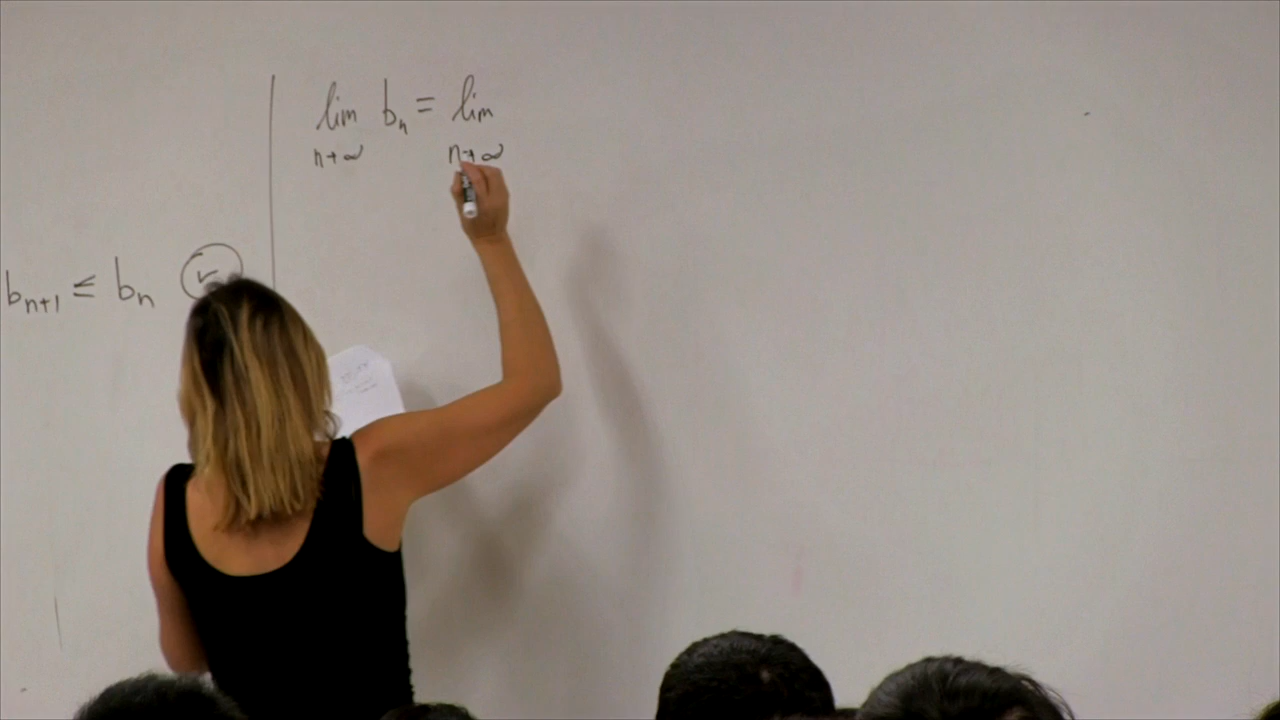 lim b_n = lim
n→∞ n→∞
b_{n+1} ≤ b_n ✓